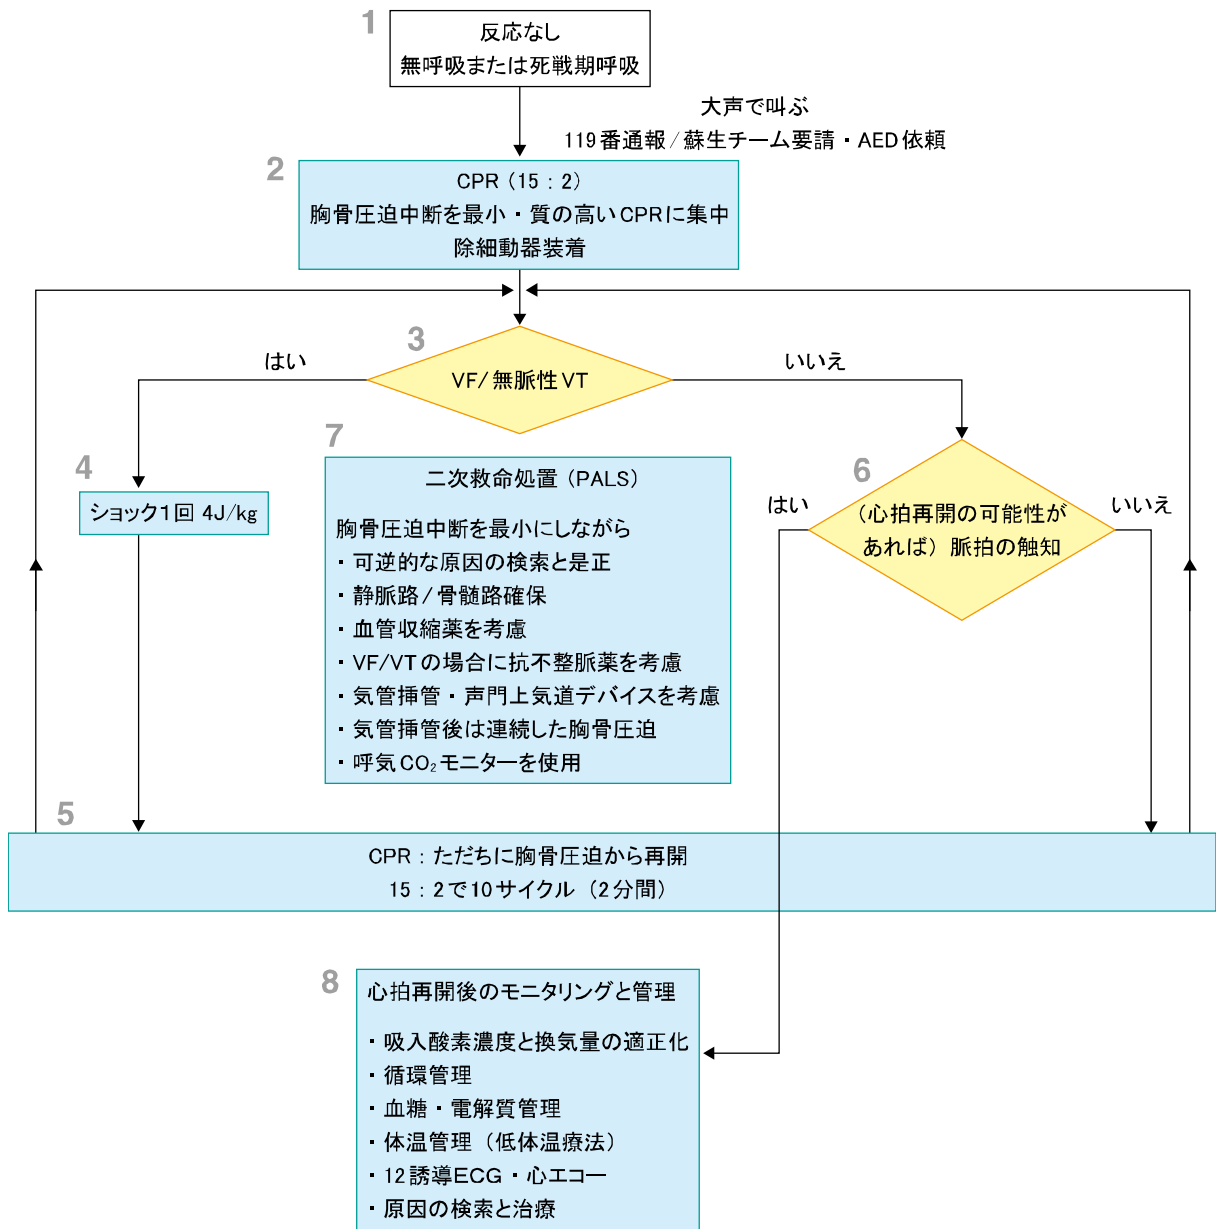 1
反応なし
無呼吸または死戦期呼吸
大声で叫ぶ
119番通報/蘇生チーム要請・AED依頼
2
CPR(15:2)
胸骨圧迫中断を最小・質の高いCPRに集中
除細動器装着
3
はい
いいえ
VF/無脈性VT
4
ショック1回 4J/kg
7
二次救命処置(PALS)
胸骨圧迫中断を最小にしながら
・可逆的な原因の検索と是正
・静脈路/骨髄路確保
・血管収縮薬を考慮
・VF/VTの場合に抗不整脈薬を考慮
・気管挿管・声門上気道デバイスを考慮
・気管挿管後は連続した胸骨圧迫
・呼気CO₂モニターを使用
6
はい
いいえ
(心拍再開の可能性が
あれば)脈拍の触知
5
CPR:ただちに胸骨圧迫から再開
15:2で10サイクル(2分間)
8
心拍再開後のモニタリングと管理
・吸入酸素濃度と換気量の適正化
・循環管理
・血糖・電解質管理
・体温管理(低体温療法)
・12誘導ECG・心エコー
・原因の検索と治療